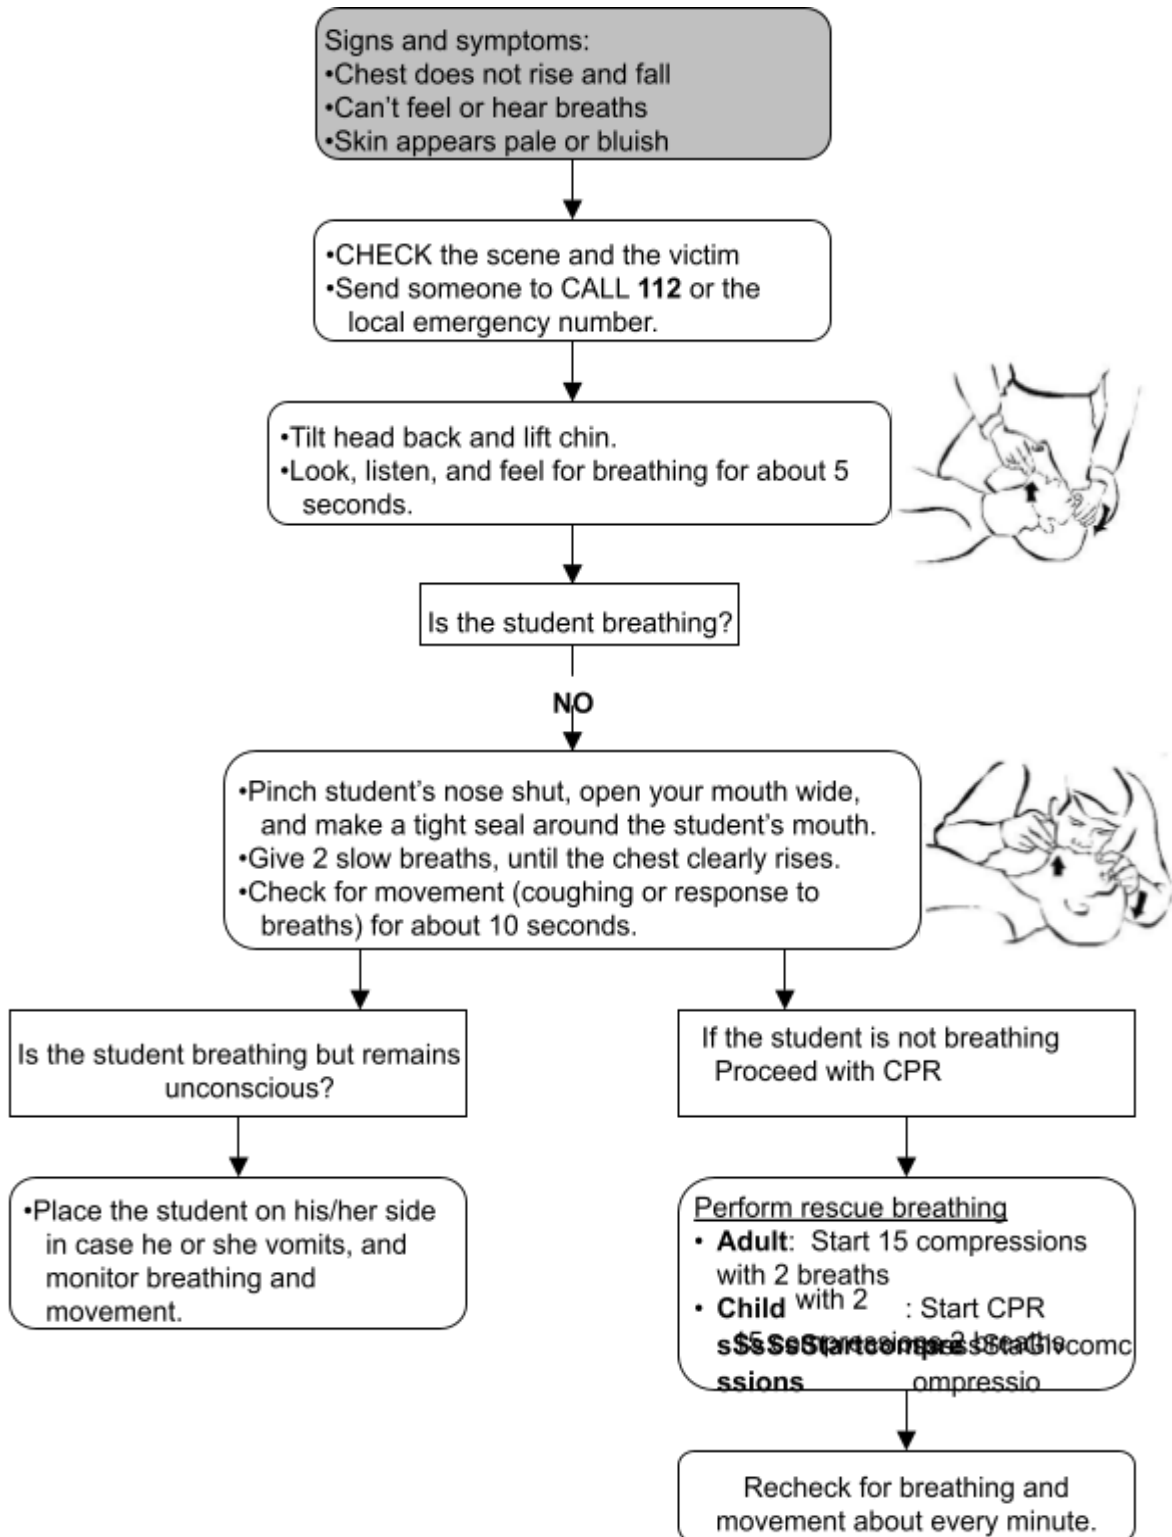 Signs and symptoms:
•Chest does not rise and fall
•Can't feel or hear breaths
•Skin appears pale or bluish
•CHECK the scene and the victim
•Send someone to CALL 112 or the
local emergency number.
•Tilt head back and lift chin.
•Look, listen, and feel for breathing for about 5
seconds.
Is the student breathing?
NO
•Pinch student's nose shut, open your mouth wide,
and make a tight seal around the student's mouth.
•Give 2 slow breaths, until the chest clearly rises.
•Check for movement (coughing or response to
breaths) for about 10 seconds.
Is the student breathing but remains
unconscious?
If the student is not breathing
Proceed with CPR
•Place the student on his/her side
in case he or she vomits, and
monitor breathing and
movement.
Perform rescue breathing
• Adult: Start 15 compressions
with 2 breaths
• Child with 2 : Start CPR
ssions ompressio
Recheck for breathing and
movement about every minute.